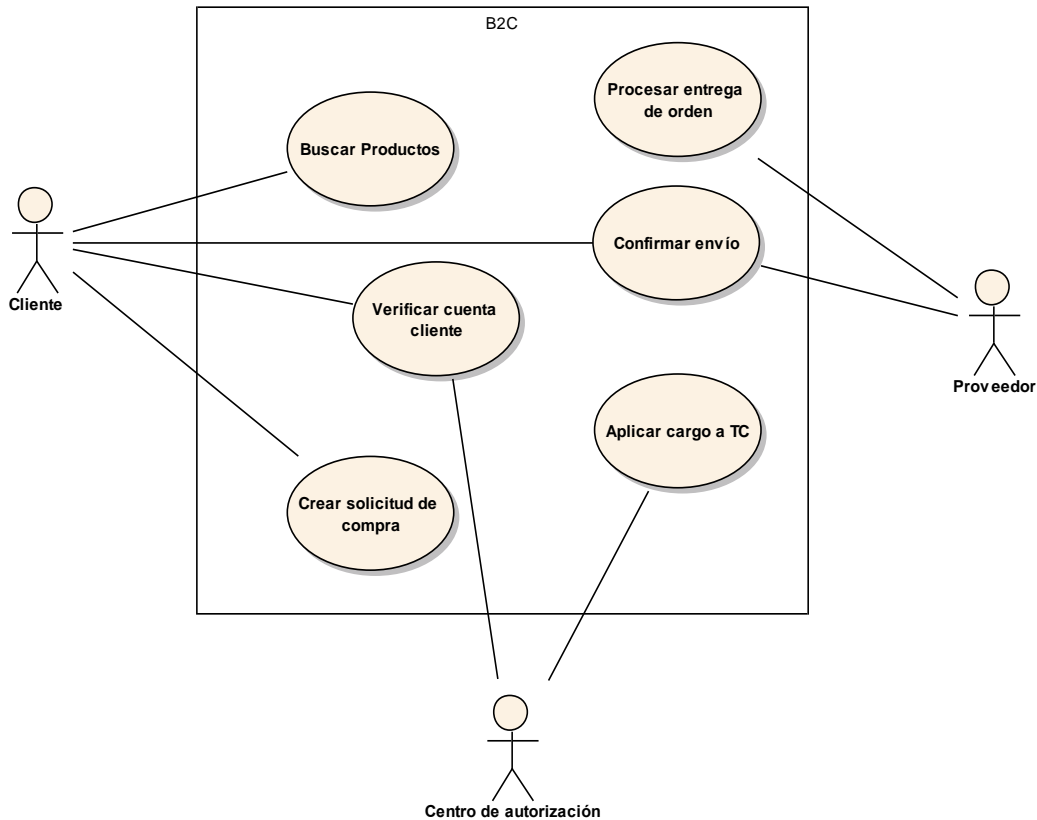 B2C
Procesar entrega
de orden
Buscar Productos
Confirmar envío
Cliente
Verificar cuenta
cliente
Proveedor
Aplicar cargo a TC
Crear solicitud de
compra
Centro de autorización